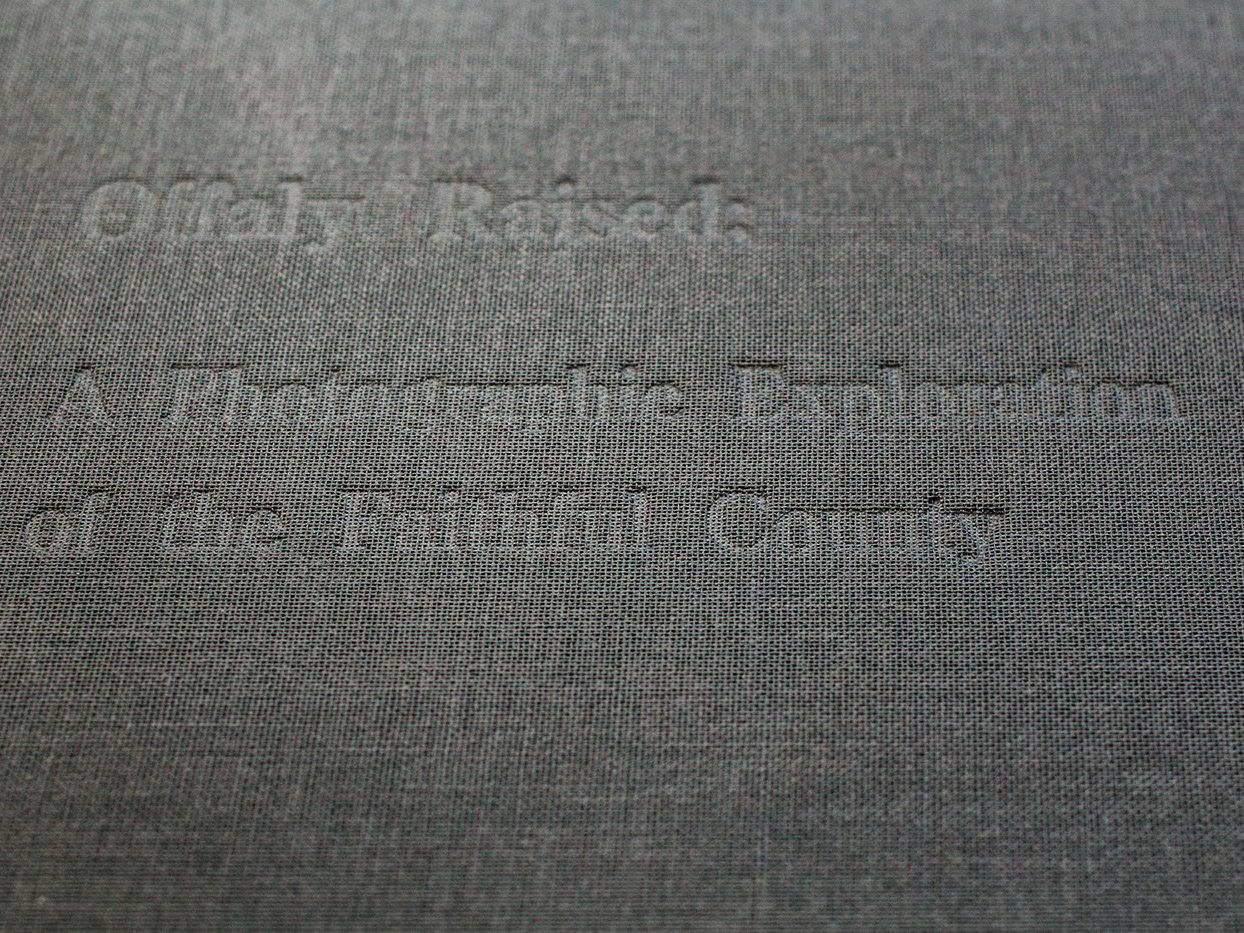 Offaly Raised:
A Photographic Exploration
of the Faithful County